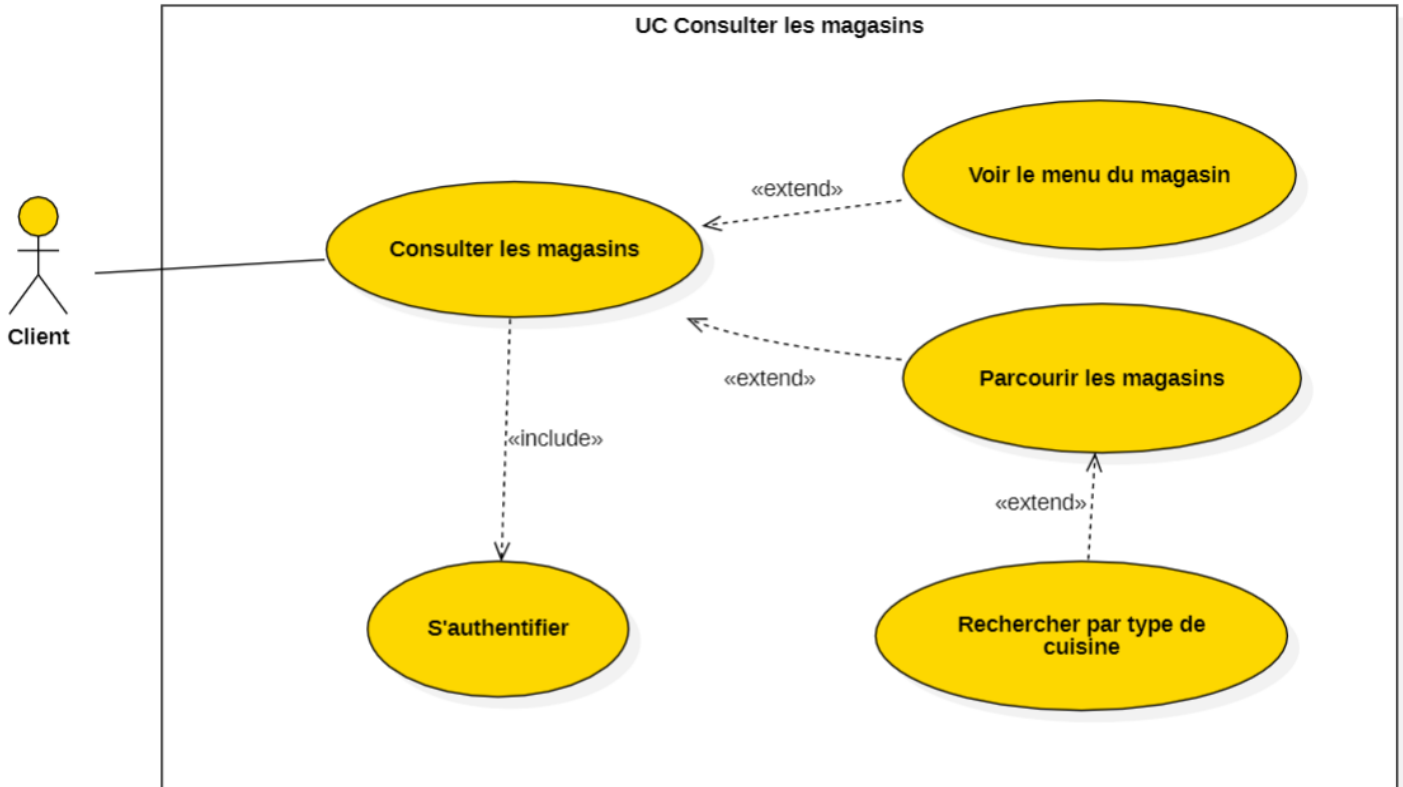 UC Consulter les magasins
Voir le menu du magasin
«extend»
Consulter les magasins
Client
«extend»
Parcourir les magasins
«include»
«extend»
S'authentifier
Rechercher par type de
cuisine